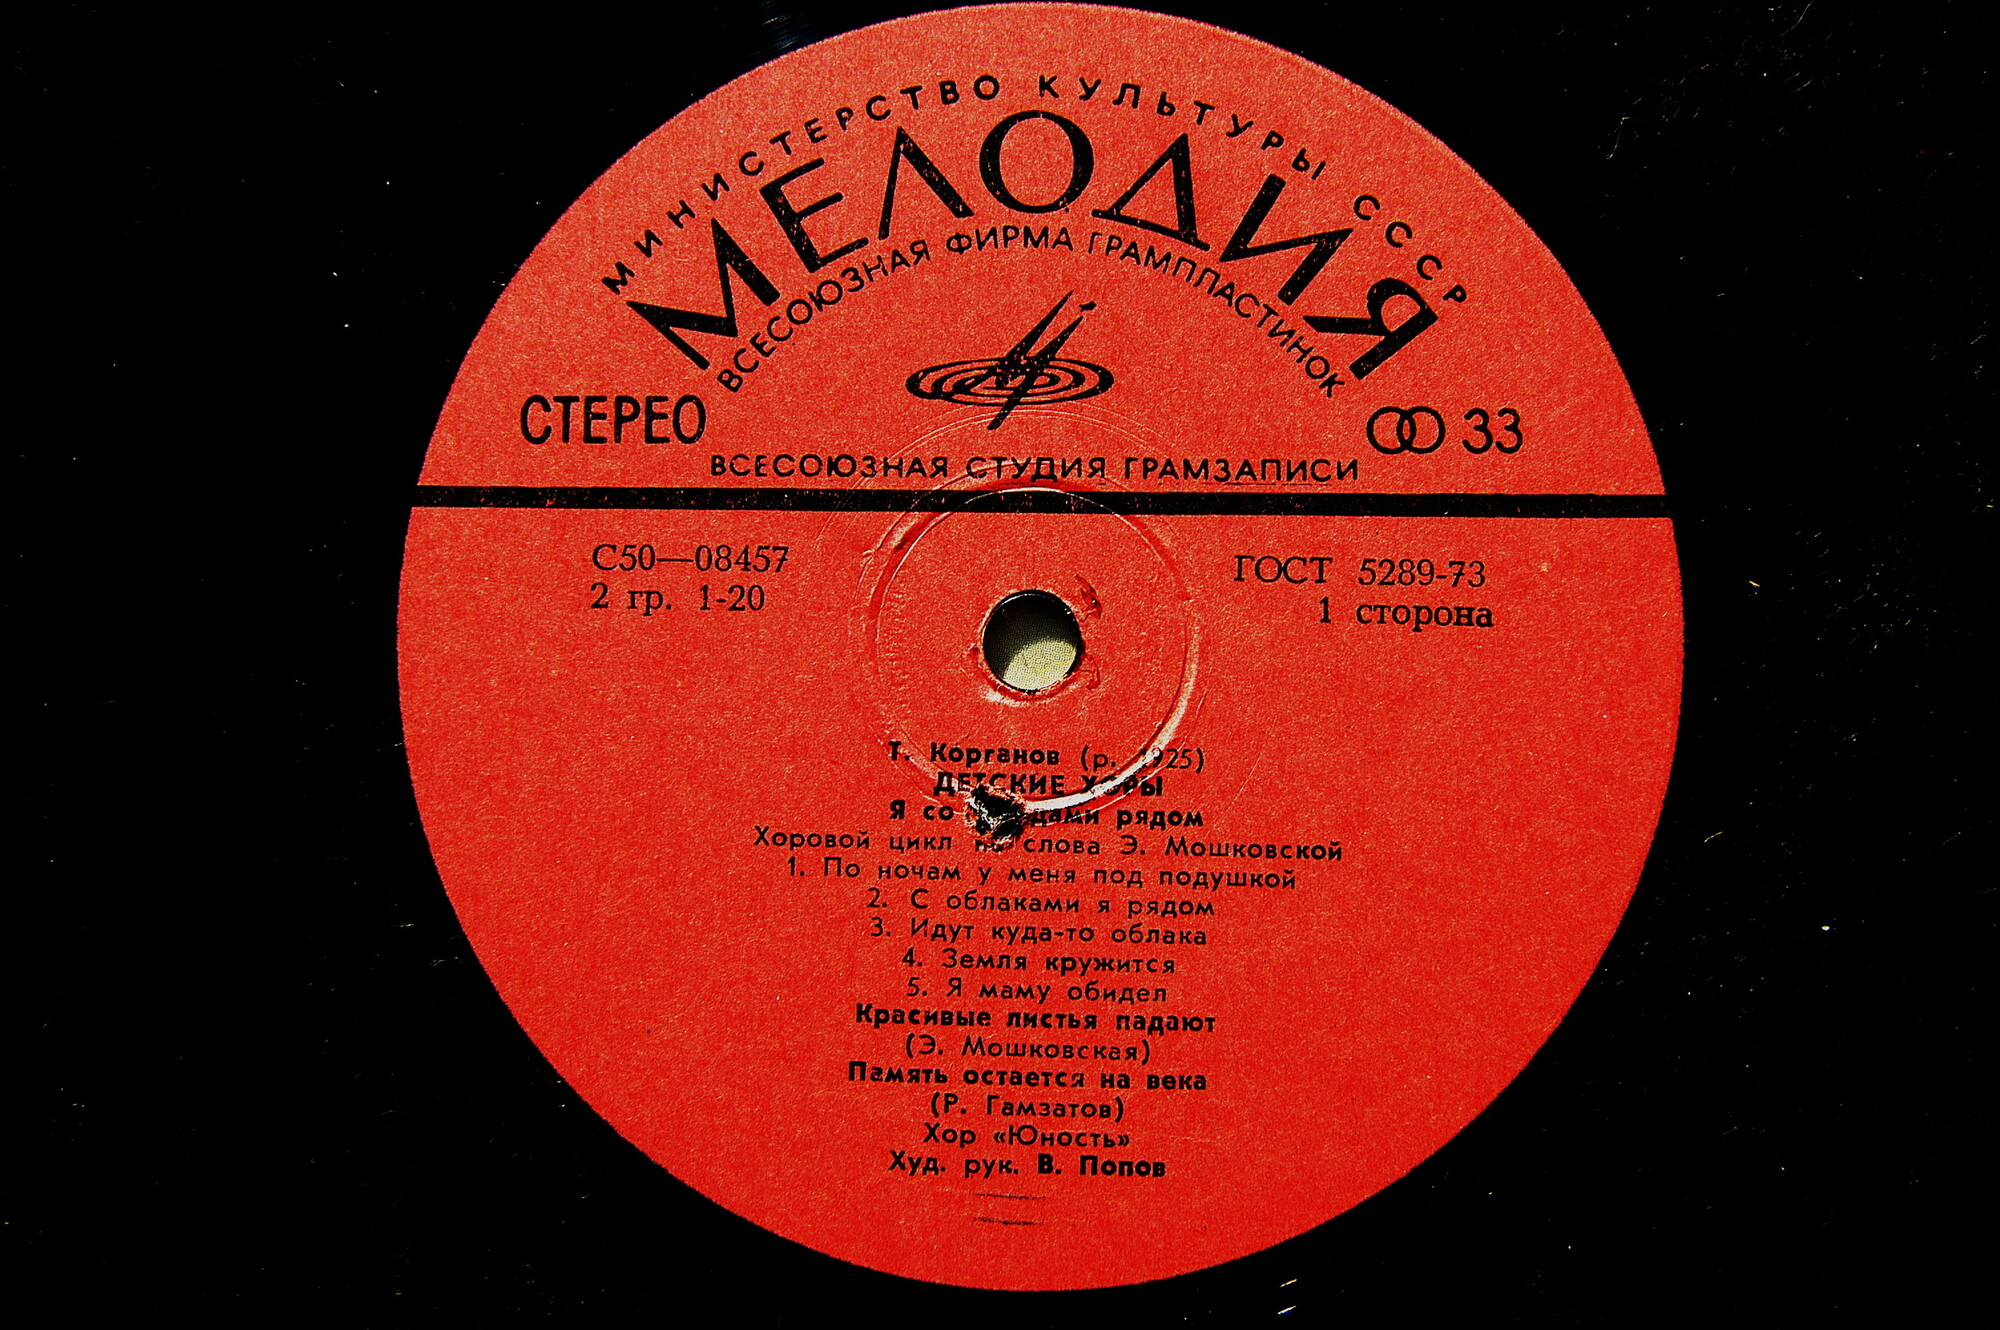 МИНИСТЕРСТВО КУЛЬТУРЫ СССР
МЕЛОДИЯ
ВСЕСОЮЗНАЯ ФИРМА ГРАМПЛАСТИНОК
СТЕРЕО
33
ВСЕСОЮЗНАЯ СТУДИЯ ГРАМЗАПИСИ
С50—08457
2 гр. 1-20
ГОСТ 5289-73
1 сторона
Т. Корганов (р. 1925)
ДЕТСКИЕ ХОРЫ
Я со рядом
Хоровой цикл на слова Э. Мошковской
1. По ночам у меня под подушкой
2. С облаками я рядом
3. Идут куда-то облака
4. Земля кружится
5. Я маму обидел
Красивые листья падают
(Э. Мошковская)
Память остается на века
(Р. Гамзатов)
Хор «Юность»
Худ. рук. В. Попов